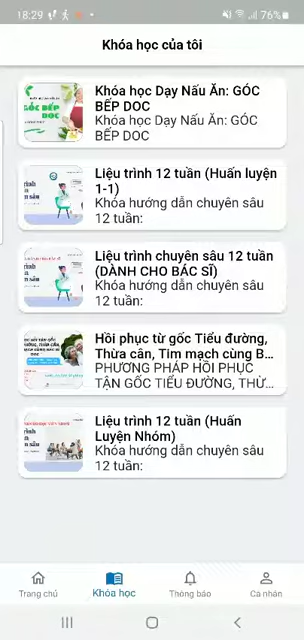 18:29
76%
Khóa học của tôi
GÓC
BẾP
DOC
Khóa học Dạy Nấu Ăn: GÓC
BẾP DOC
Khóa học Dạy Nấu Ăn: GÓC
BẾP DOC
Liệu trình 12 tuần (Huấn luyện
1-1)
Khóa hướng dẫn chuyên sâu
12 tuần:
Liệu trình chuyên sâu 12 tuần
(DÀNH CHO BÁC SĨ)
Khóa hướng dẫn chuyên sâu
12 tuần:
Hồi phục từ gốc Tiểu đường,
Thừa cân, Tim mạch cùng B...
PHƯƠNG PHÁP HỒI PHỤC
TẬN GỐC TIỂU ĐƯỜNG, THỪ...
Liệu trình 12 tuần (Huấn
Luyện Nhóm)
Khóa hướng dẫn chuyên sâu
12 tuần:
Trang chủ
Khóa học
Thông báo
Cá nhân